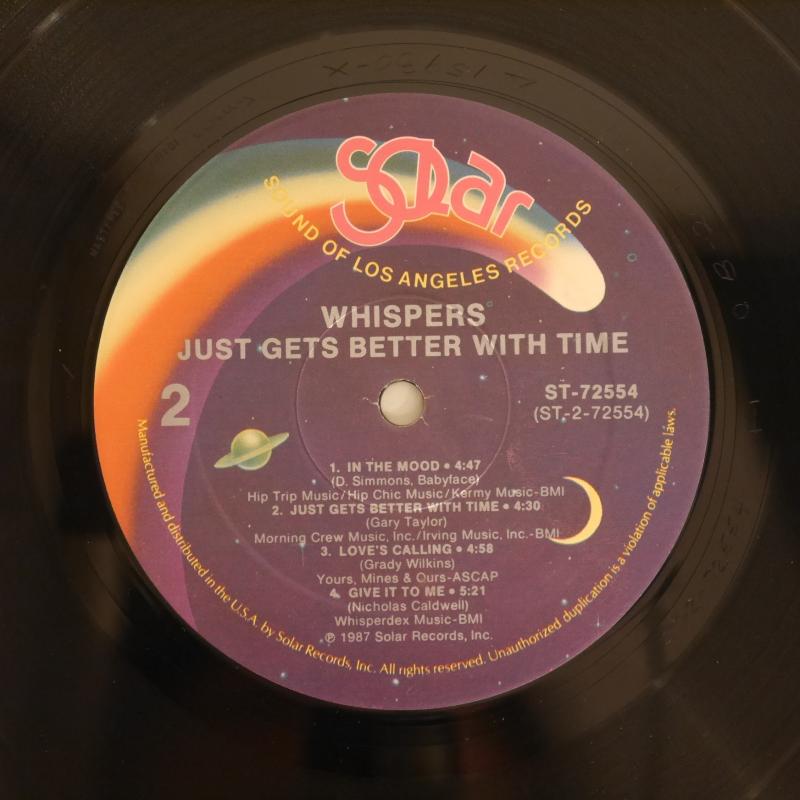 Solar
SOUND OF LOS ANGELES RECORDS
WHISPERS
JUST GETS BETTER WITH TIME
2
ST-72554
(ST-2-72554)
1. IN THE MOOD • 4:47
(D. Simmons, Babyface)
Hip Trip Music/Hip Chic Music/Kermy Music-BMI
2. JUST GETS BETTER WITH TIME • 4:30
(Gary Taylor)
Morning Crew Music, Inc./Irving Music, Inc.-BMI
3. LOVE'S CALLING • 4:58
(Grady Wilkins)
Yours, Mines & Ours-ASCAP
4. GIVE IT TO ME • 5:21
(Nicholas Caldwell)
Whisperdex Music-BMI
℗ 1987 Solar Records, Inc.
Manufactured and distributed in the U.S.A. by Solar Records, Inc. All rights reserved. Unauthorized duplication is a violation of applicable laws.